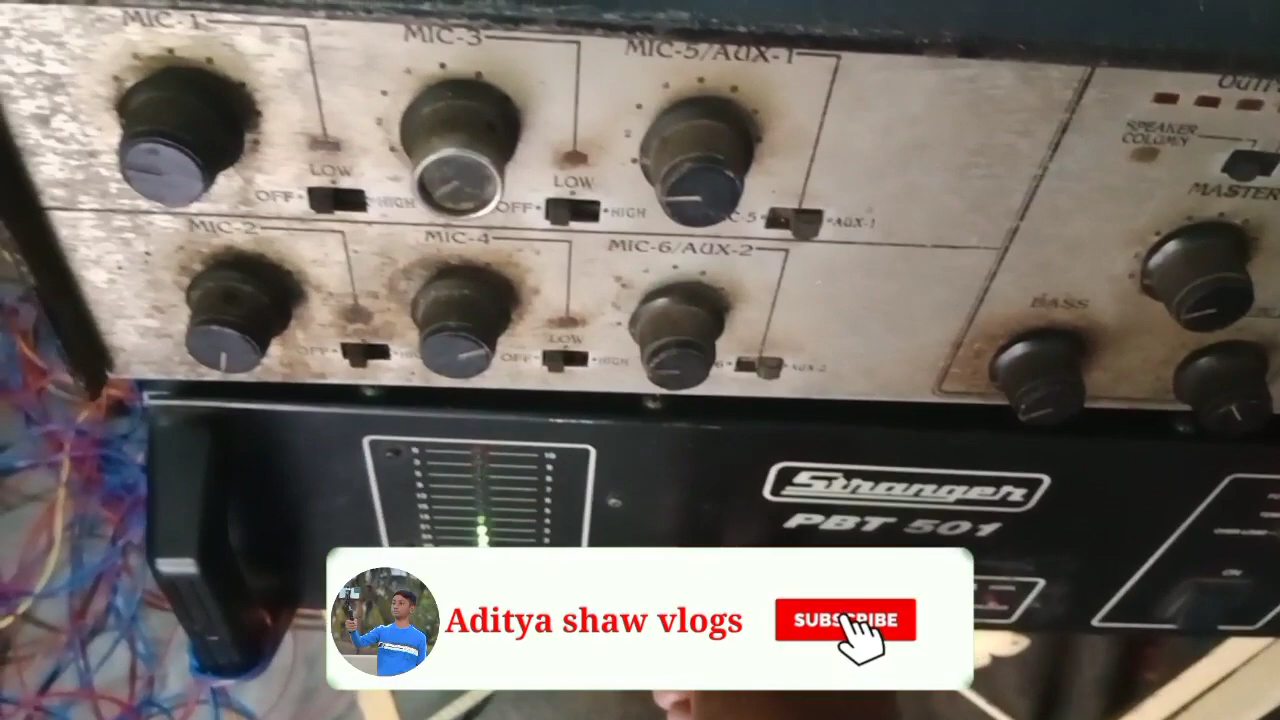 MIC-1
MIC-3
MIC-5/AUX-1
SPEAKER
COLUMN
MASTER
LOW
OFF HIGH
LOW
OFF HIGH
AUX-1
MIC-2
MIC-4
MIC-6/AUX-2
BASS
OFF
LOW
OFF HIGH
AUX-2
Stranger
PBT 501
ON
Aditya shaw vlogs
SUBSCRIBE